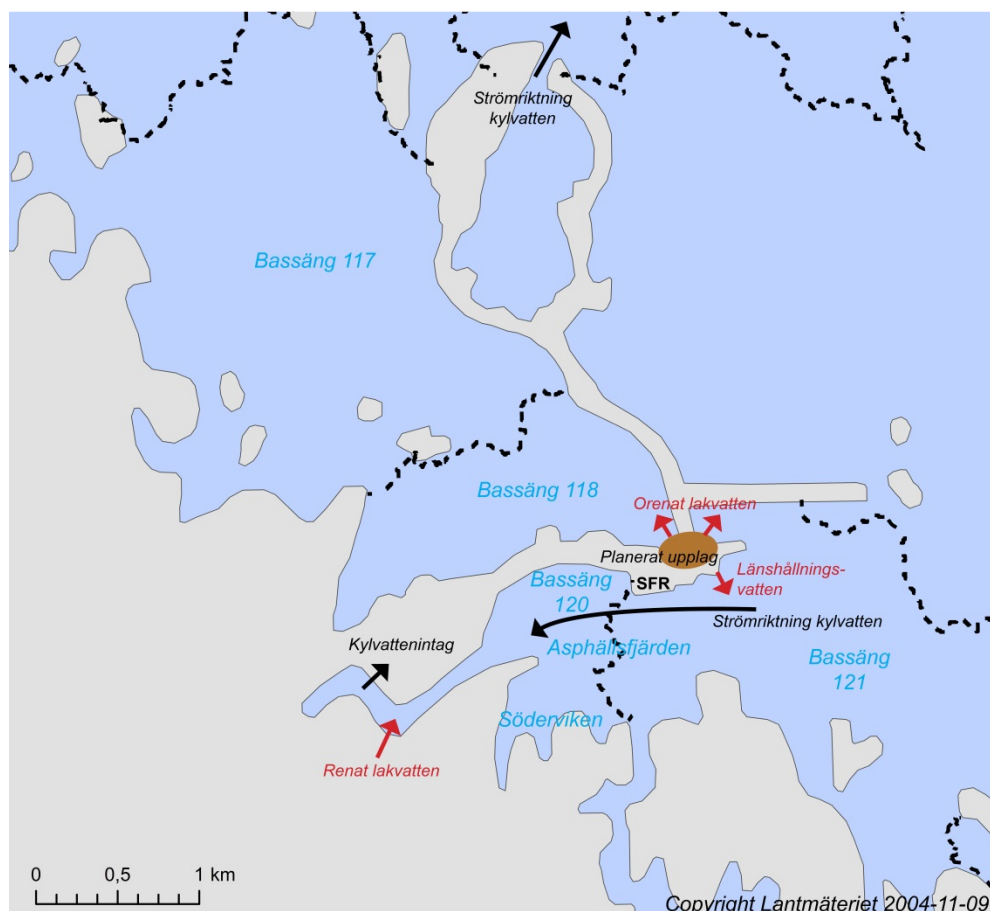 Strömriktning
kylvatten
Bassäng 117
Bassäng 118
Orenat lakvatten
Planerat upplag
Länshållnings-
vatten
Bassäng
120
SFR
Strömriktning kylvatten
Kylvattenintag
Asphällsfjärden
Bassäng
121
Söderviken
Renat lakvatten
0 0,5 1 km
Copyright Lantmäteriet 2004-11-09